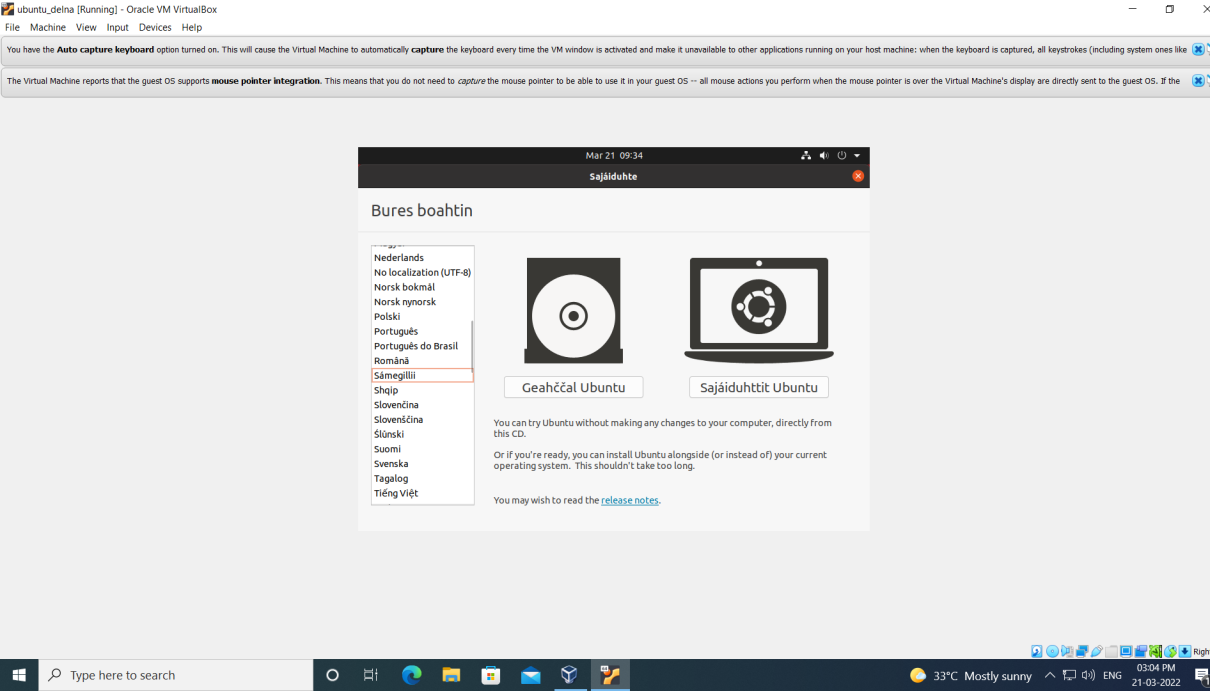 ubuntu_delna [Running] - Oracle VM VirtualBox
File Machine View Input Devices Help
You have the Auto capture keyboard option turned on. This will cause the Virtual Machine to automatically capture the keyboard every time the VM window is activated and make it unavailable to other applications running on your host machine: when the keyboard is captured, all keystrokes (including system ones like
The Virtual Machine reports that the guest OS supports mouse pointer integration. This means that you do not need to capture the mouse pointer to be able to use it in your guest OS -- all mouse actions you perform when the mouse pointer is over the Virtual Machine's display are directly sent to the guest OS. If the
Mar 21 09:34
Sajáiduhte
Bures boahtin
Nederlands
No localization (UTF-8)
Norsk bokmål
Norsk nynorsk
Polski
Português
Português do Brasil
Română
Sámegillii
Shqip
Slovenčina
Slovenščina
Ślůnski
Suomi
Svenska
Tagalog
Tiếng Việt
Geahččal Ubuntu
Sajáiduhttit Ubuntu
You can try Ubuntu without making any changes to your computer, directly from
this CD.
Or if you're ready, you can install Ubuntu alongside (or instead of) your current
operating system. This shouldn't take too long.
You may wish to read the release notes.
Righ
Type here to search
33°C Mostly sunny
ENG
03:04 PM
21-03-2022